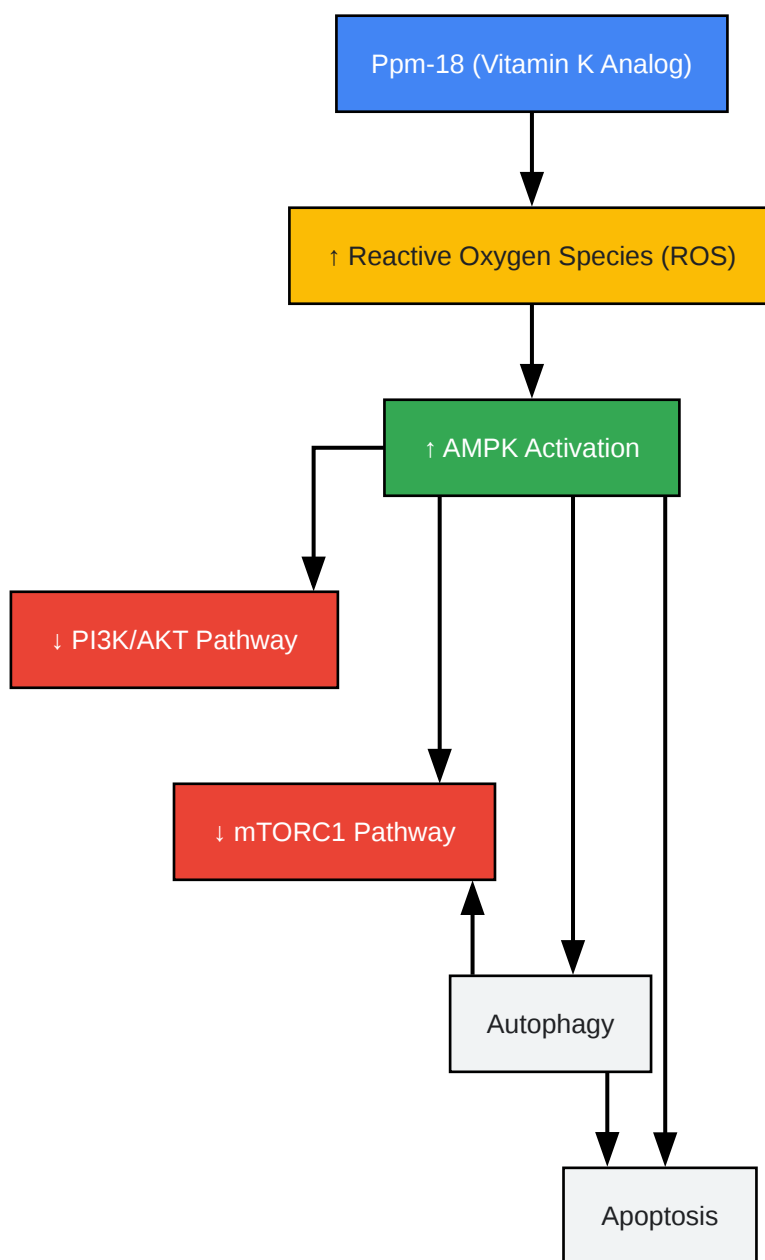 Ppm-18 (Vitamin K Analog)
↑ Reactive Oxygen Species (ROS)
↑ AMPK Activation
↓ PI3K/AKT Pathway
↓ mTORC1 Pathway
Autophagy
Apoptosis